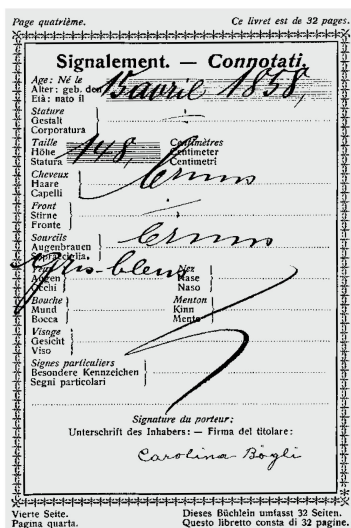 Page quatrième. Ce livret est de 32 pages.
Signalement. — Connotati.
Age: Né le
Alter: geb. den 15 avril 1858,
Età: nato il
Stature
Gestalt
Corporatura
Taille Centimètres
Höhe 148, Centimeter
Statura Centimetri
Cheveux
Haare bruns
Capelli
Front
Stirne
Fronte
Sourcils
Augenbrauen bruns
Sopracciglia.
Yeux gris-bleus Nez
Augen Nase
Occhi Naso
Bouche Menton
Mund Kinn
Bocca Mento
Visage
Gesicht
Viso
Signes particuliers
Besondere Kennzeichen
Segni particolari
Signature du porteur:
Unterschrift des Inhabers: — Firma del titolare:
Carolina Bögli
Vierte Seite. Dieses Büchlein umfasst 32 Seiten.
Pagina quarta. Questo libretto consta di 32 pagine.